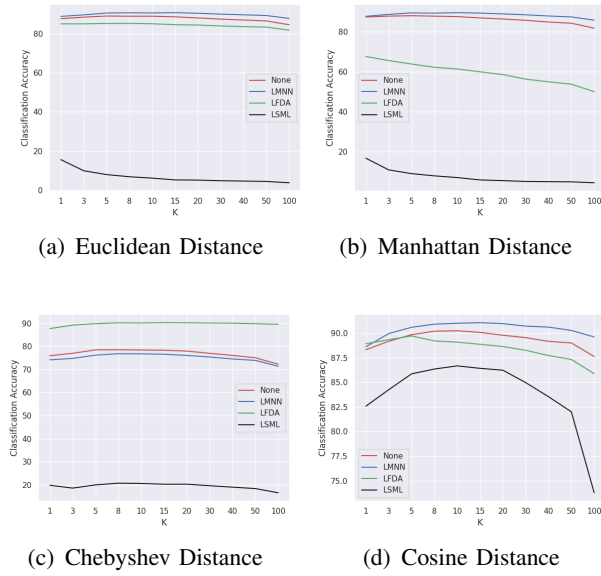 Classification Accuracy
80
60
40
20
0
None
LMNN
LFDA
LSML
1 3 5 8 10 15 20 30 40 50 100
K
(a) Euclidean Distance
Classification Accuracy
80
60
40
20
None
LMNN
LFDA
LSML
1 3 5 8 10 15 20 30 40 50 100
K
(b) Manhattan Distance
Classification Accuracy
90
80
70
60
50
40
30
20
None
LMNN
LFDA
LSML
1 3 5 8 10 15 20 30 40 50 100
K
(c) Chebyshev Distance
Classification Accuracy
90.0
87.5
85.0
82.5
80.0
77.5
75.0
None
LMNN
LFDA
LSML
1 3 5 8 10 15 20 30 40 50 100
K
(d) Cosine Distance